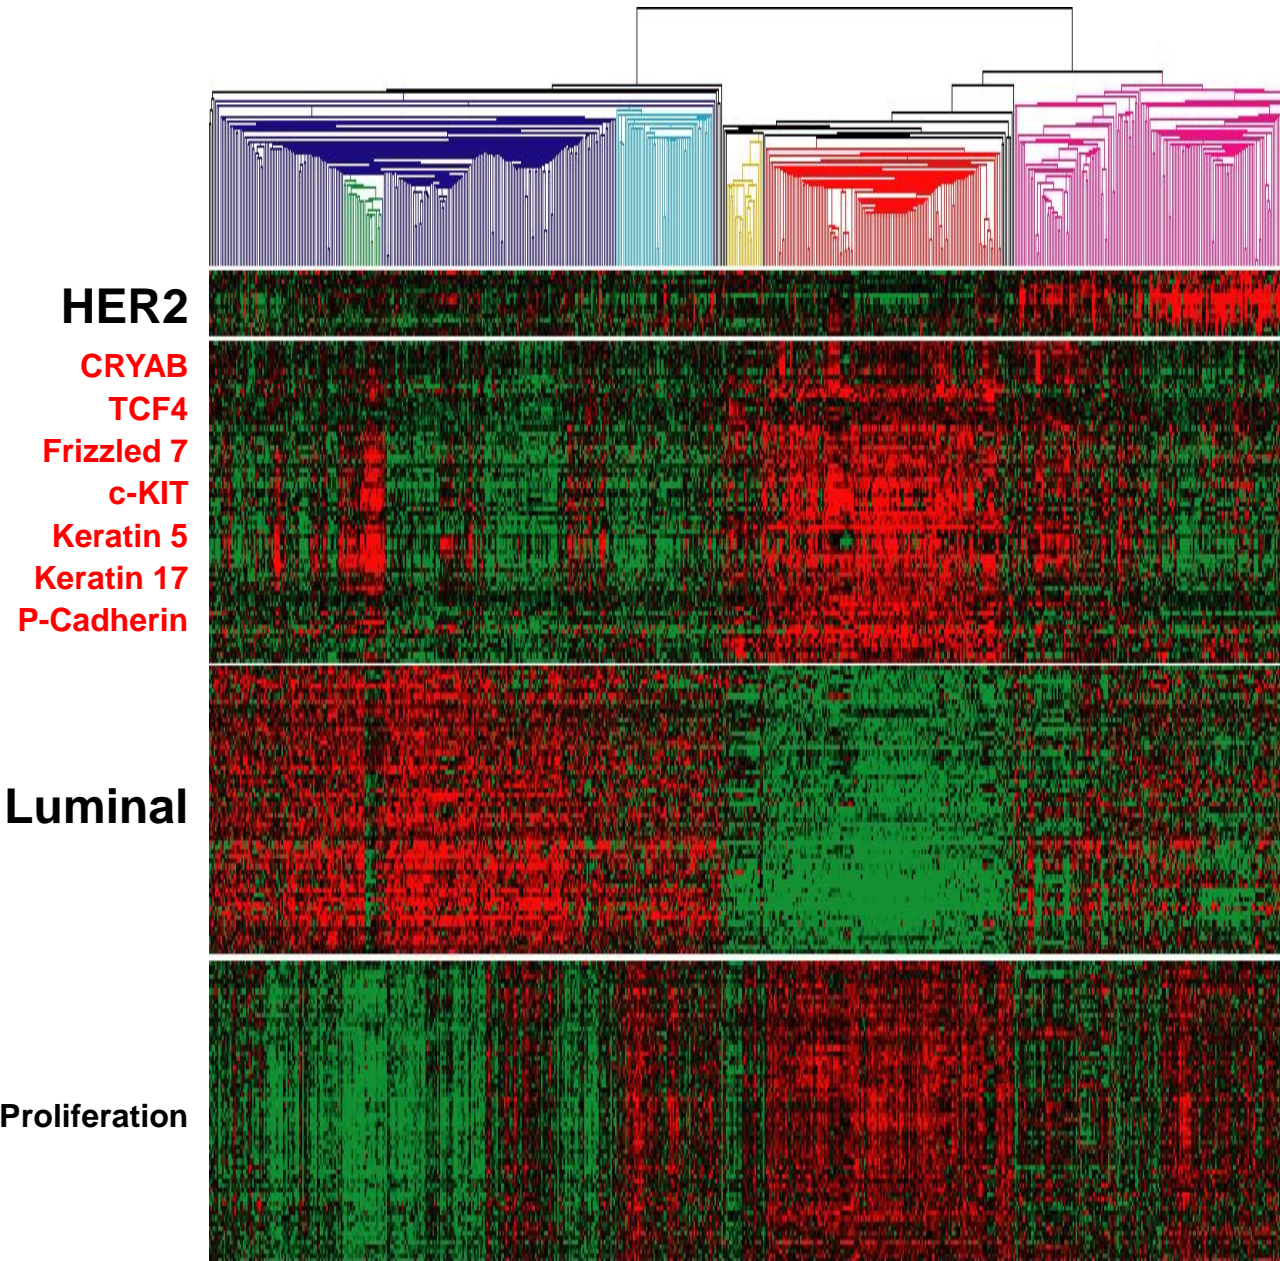 HER2
CRYAB
TCF4
Frizzled 7
c-KIT
Keratin 5
Keratin 17
P-Cadherin
Luminal
Proliferation